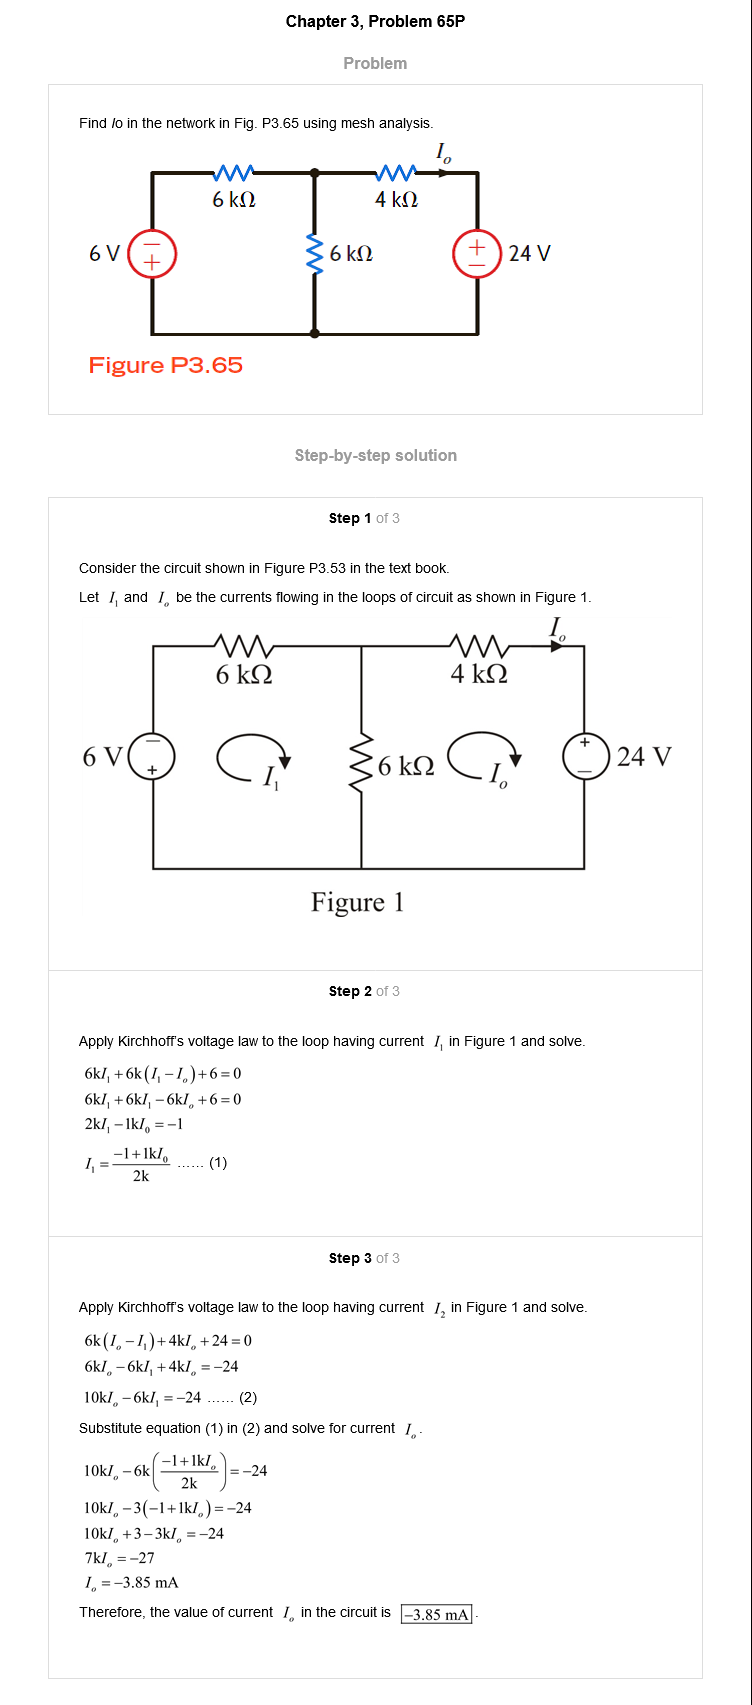 Chapter 3, Problem 65P
Problem
Find Io in the network in Fig. P3.65 using mesh analysis.
I_o
6 kΩ 4 kΩ
6 V − + 6 kΩ + − 24 V
Figure P3.65
Step-by-step solution
Step 1 of 3
Consider the circuit shown in Figure P3.53 in the text book.
Let I_1 and I_o be the currents flowing in the loops of circuit as shown in Figure 1.
I_o
6 kΩ 4 kΩ
6 V − + I_1 6 kΩ I_o + − 24 V
Figure 1
Step 2 of 3
Apply Kirchhoff's voltage law to the loop having current I_1 in Figure 1 and solve.
6kI_1 + 6k(I_1 − I_o) + 6 = 0
6kI_1 + 6kI_1 − 6kI_o + 6 = 0
2kI_1 − 1kI_0 = −1
I_1 = (−1 + 1kI_0)/2k ...... (1)
Step 3 of 3
Apply Kirchhoff's voltage law to the loop having current I_2 in Figure 1 and solve.
6k(I_o − I_1) + 4kI_o + 24 = 0
6kI_o − 6kI_1 + 4kI_o = −24
10kI_o − 6kI_1 = −24 ...... (2)
Substitute equation (1) in (2) and solve for current I_o.
10kI_o − 6k((−1 + 1kI_o)/2k) = −24
10kI_o − 3(−1 + 1kI_o) = −24
10kI_o + 3 − 3kI_o = −24
7kI_o = −27
I_o = −3.85 mA
Therefore, the value of current I_o in the circuit is −3.85 mA.